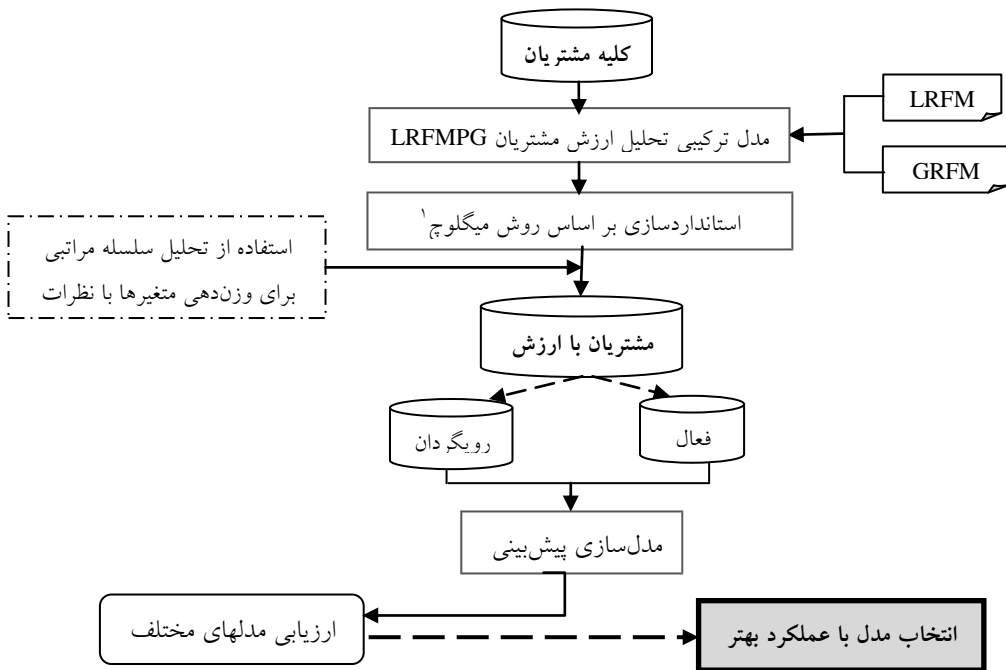 کلیه مشتریان
LRFM
مدل ترکیبی تحلیل ارزش مشتریان LRFMPG
GRFM
استانداردسازی بر اساس روش میگلوچ۱
استفاده از تحلیل سلسله مراتبی
برای وزن‌دهی متغیرها با نظرات
مشتریان با ارزش
رویگردان
فعال
مدل‌سازی پیش‌بینی
ارزیابی مدلهای مختلف
انتخاب مدل با عملکرد بهتر